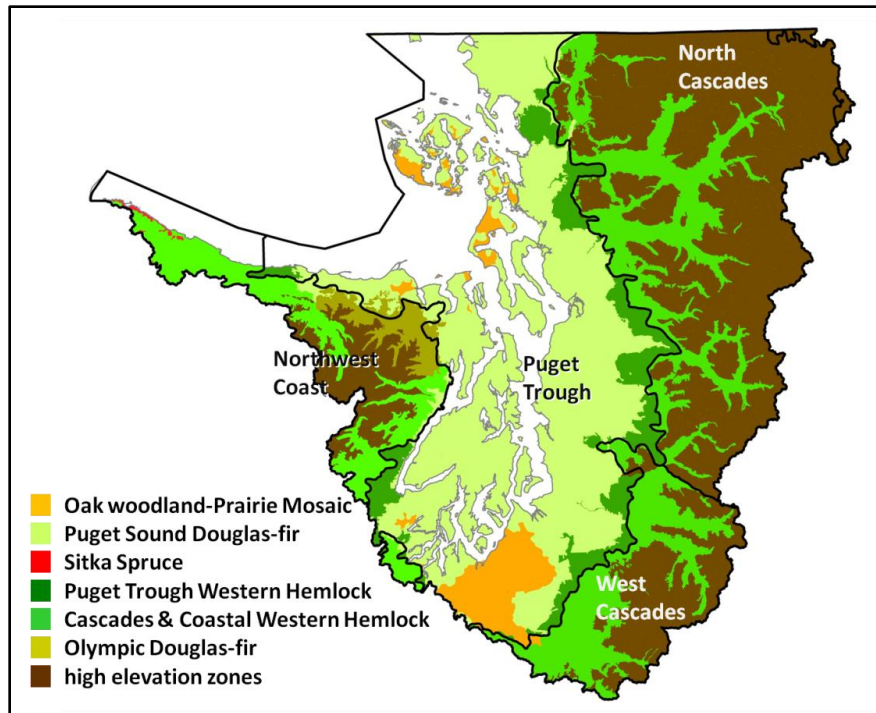 North
Cascades
Northwest
Coast
Puget
Trough
West
Cascades
Oak woodland-Prairie Mosaic
Puget Sound Douglas-fir
Sitka Spruce
Puget Trough Western Hemlock
Cascades & Coastal Western Hemlock
Olympic Douglas-fir
high elevation zones